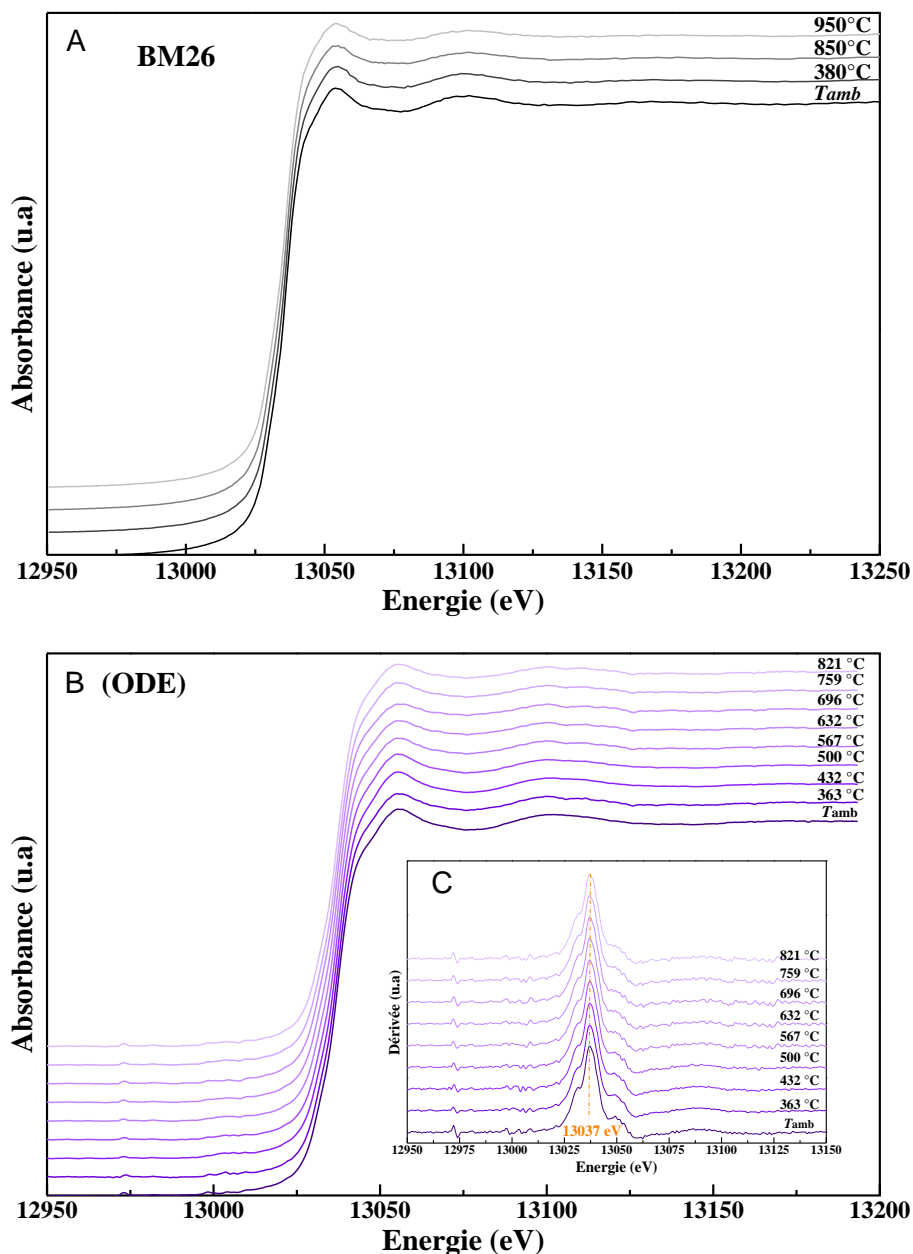 A
BM26
950°C
850°C
380°C
Tamb
Absorbance (u.a)
12950 13000 13050 13100 13150 13200 13250
Energie (eV)
B (ODE)
821 °C
759 °C
696 °C
632 °C
567 °C
500 °C
432 °C
363 °C
Tamb
Absorbance (u.a)
C
821 °C
759 °C
696 °C
632 °C
567 °C
500 °C
432 °C
363 °C
Tamb
Dérivée (u.a)
13037 eV
12950 12975 13000 13025 13050 13075 13100 13125 13150
Energie (eV)
12950 13000 13050 13100 13150 13200
Energie (eV)